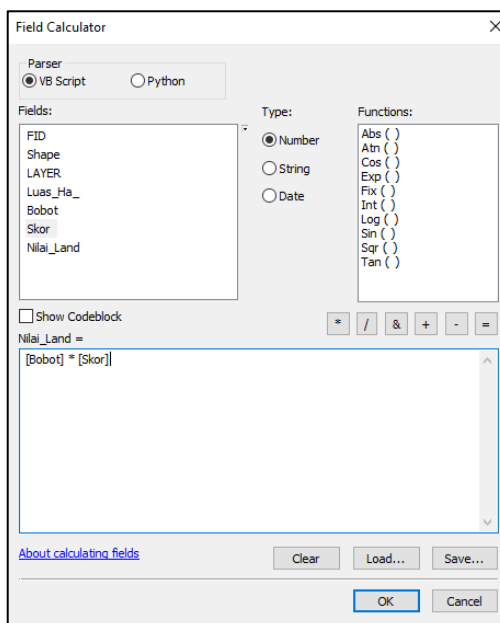 Field Calculator
Parser
VB Script Python
Fields: Type: Functions:
FID
Shape
LAYER
Luas_Ha_
Bobot
Skor
Nilai_Land
Number
String
Date
Abs ( )
Atn ( )
Cos ( )
Exp ( )
Fix ( )
Int ( )
Log ( )
Sin ( )
Sqr ( )
Tan ( )
Show Codeblock
* / & + - =
Nilai_Land =
[Bobot] * [Skor]
About calculating fields
Clear Load... Save...
OK Cancel